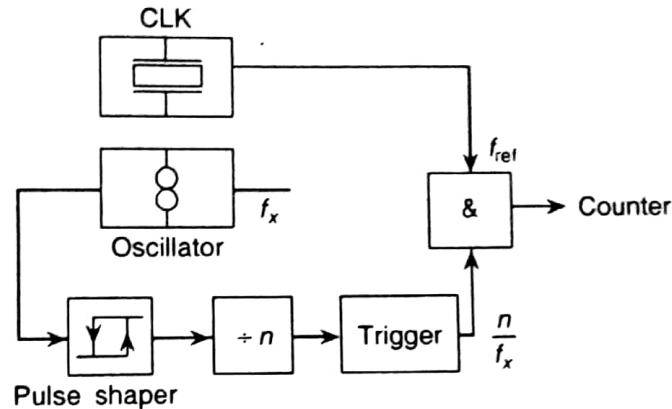 CLK
f_ref
&
Counter
f_x
Oscillator
÷ n
Trigger
n
f_x
Pulse shaper